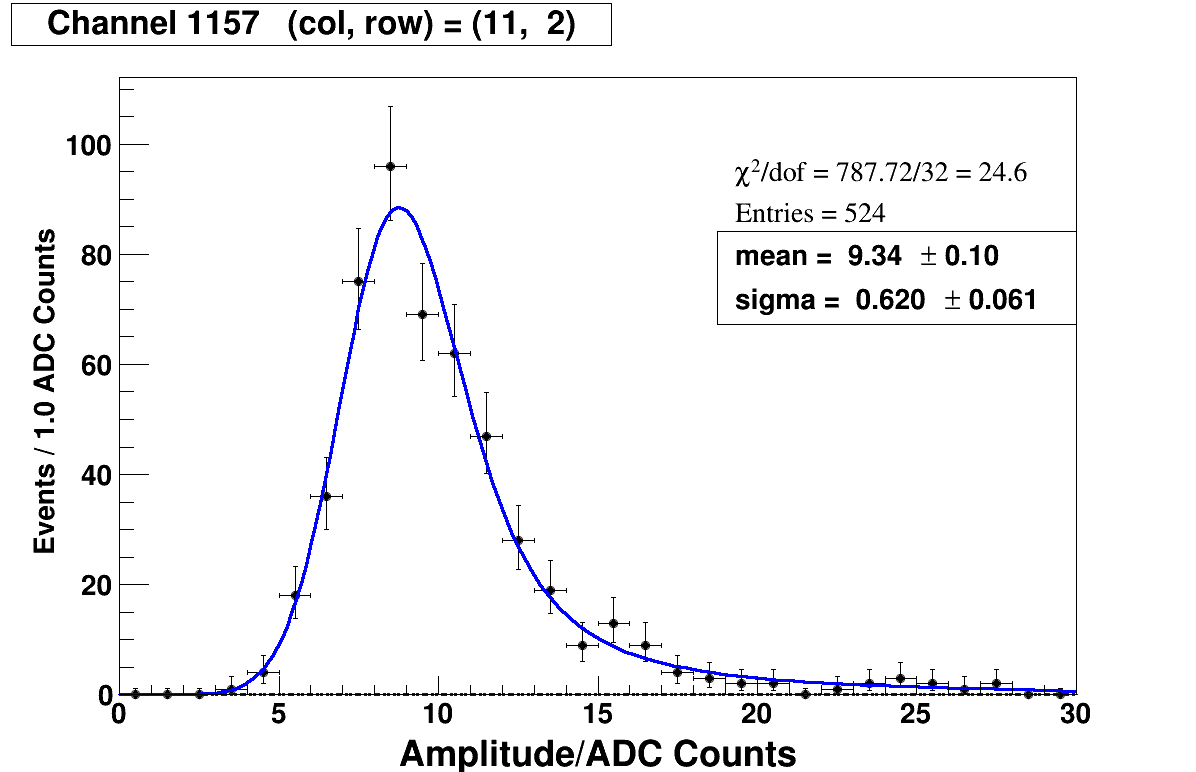 Channel 1157 (col, row) = (11, 2)
χ²/dof = 787.72/32 = 24.6
Entries = 524
mean = 9.34 ± 0.10
sigma = 0.620 ± 0.061
Events / 1.0 ADC Counts
100
80
60
40
20
0
0 5 10 15 20 25 30
Amplitude/ADC Counts